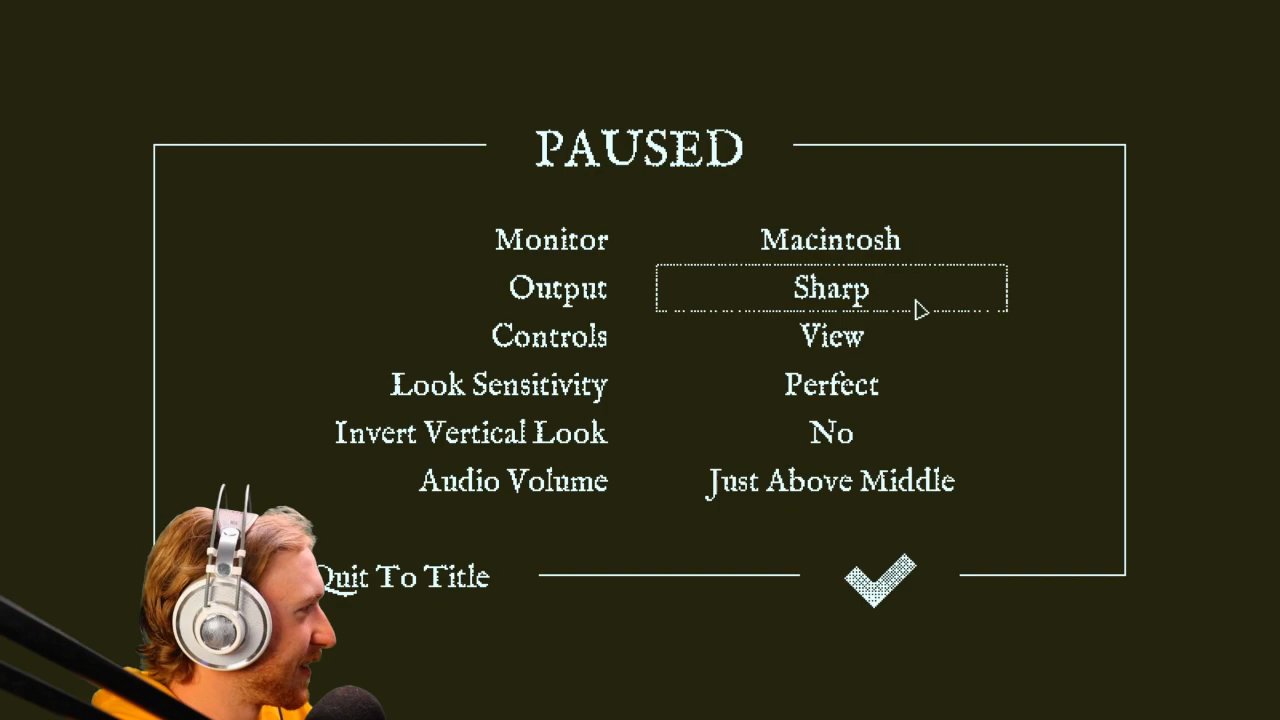 PAUSED
Monitor Macintosh
Output Sharp
Controls View
Look Sensitivity Perfect
Invert Vertical Look No
Audio Volume Just Above Middle
Quit To Title